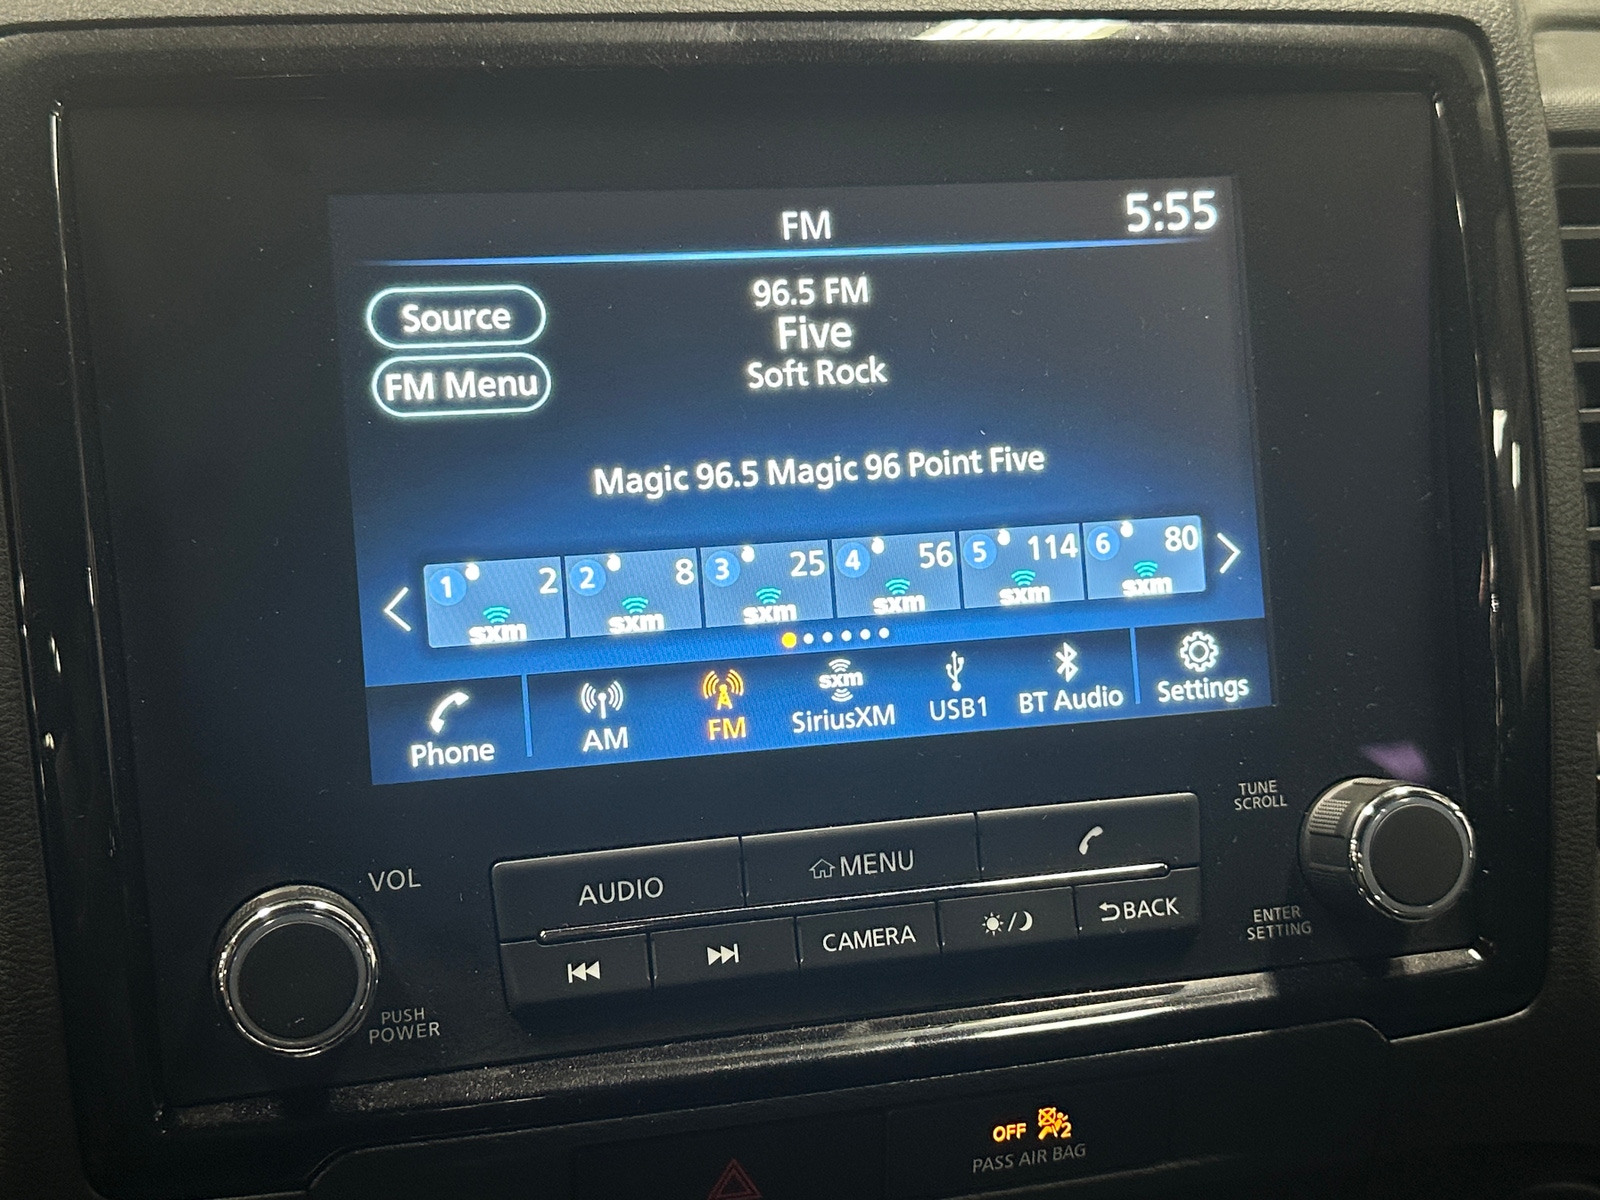 FM
5:55
Source
96.5 FM
Five
FM Menu
Soft Rock
Magic 96.5 Magic 96 Point Five
1 2 sxm
2 8 sxm
3 25 sxm
4 56 sxm
5 114 sxm
6 80 sxm
Phone
AM
FM
sxm
SiriusXM
USB1
BT Audio
Settings
VOL
PUSH
POWER
AUDIO
MENU
CAMERA
BACK
TUNE
SCROLL
ENTER
SETTING
OFF 2
PASS AIR BAG